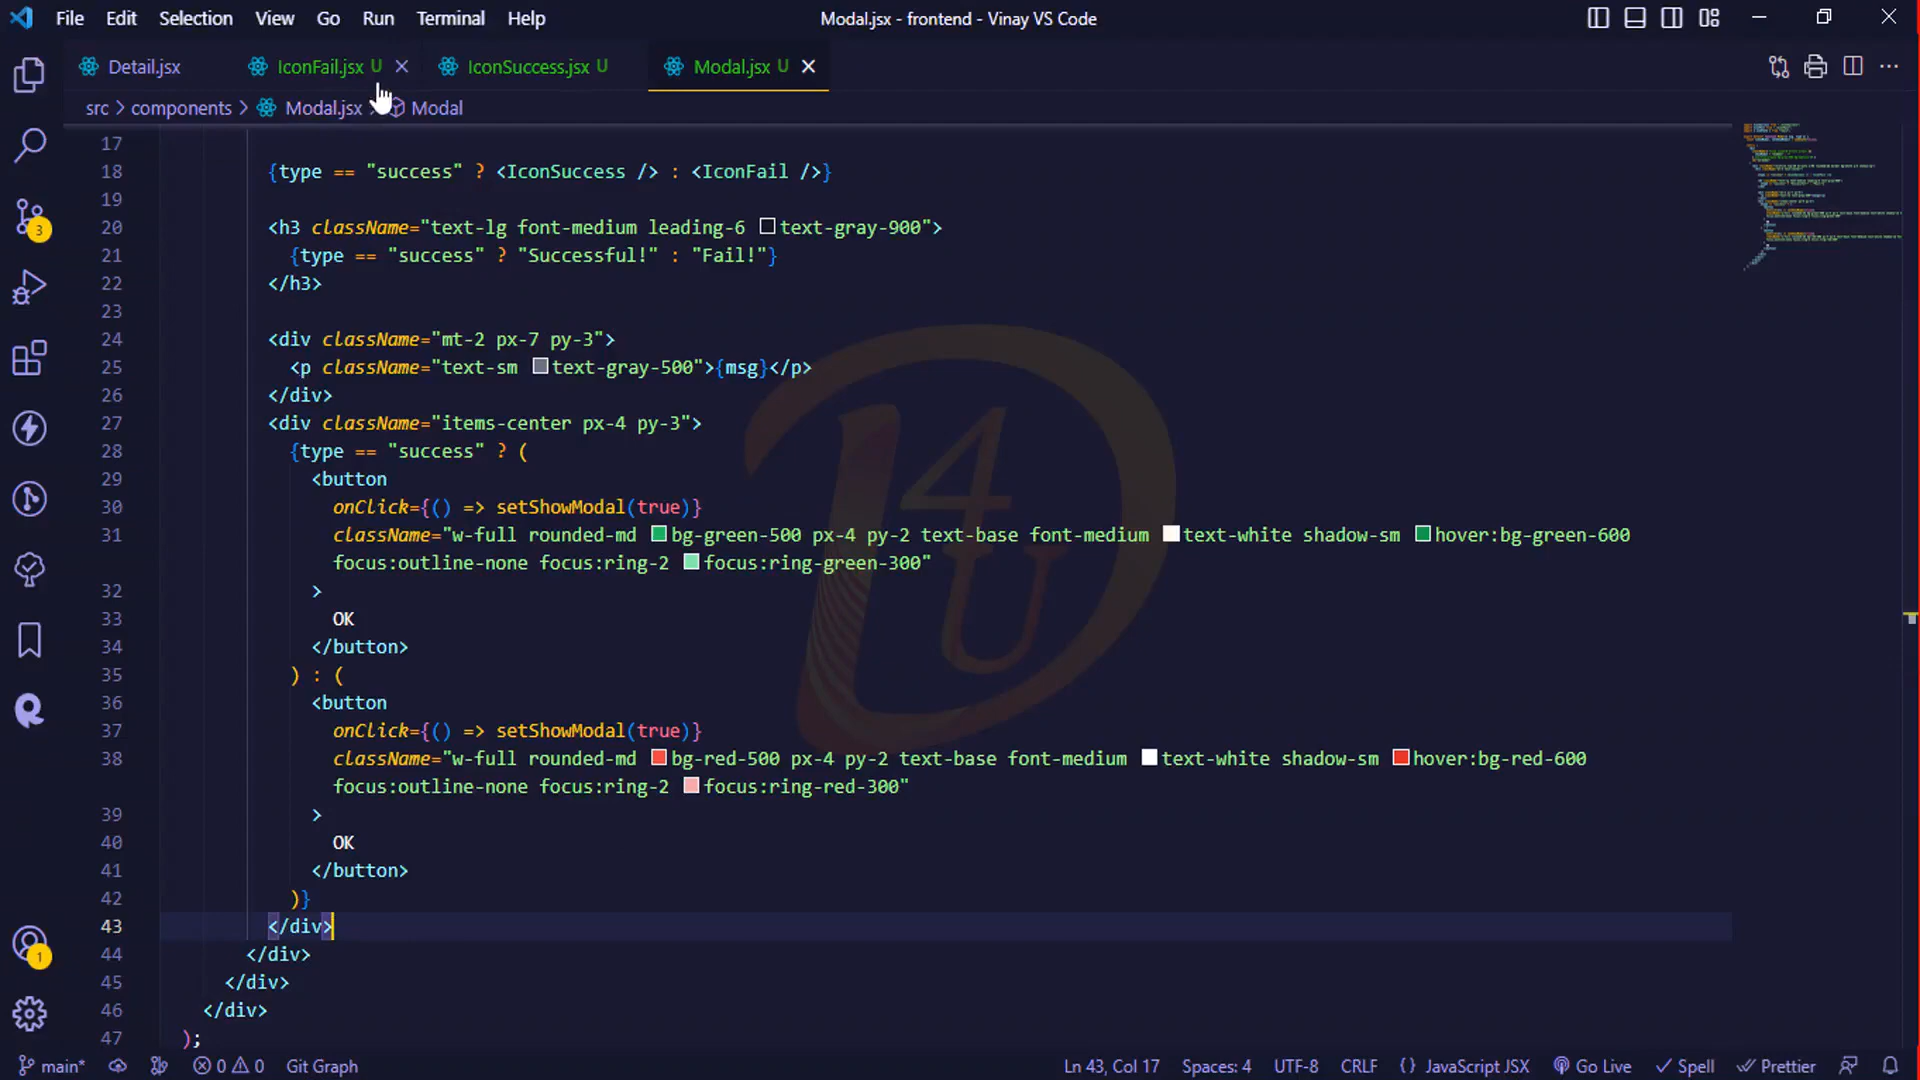 File Edit Selection View Go Run Terminal Help
Modal.jsx - frontend - Vinay VS Code
Detail.jsx
IconFail.jsx U
IconSuccess.jsx U
Modal.jsx U
src > components > Modal.jsx > Modal
17
18 {type == "success" ? <IconSuccess /> : <IconFail />}
19
20 <h3 className="text-lg font-medium leading-6 text-gray-900">
21 {type == "success" ? "Successful!" : "Fail!"}
22 </h3>
23
24 <div className="mt-2 px-7 py-3">
25 <p className="text-sm text-gray-500">{msg}</p>
26 </div>
27 <div className="items-center px-4 py-3">
28 {type == "success" ? (
29 <button
30 onClick={() => setShowModal(true)}
31 className="w-full rounded-md bg-green-500 px-4 py-2 text-base font-medium text-white shadow-sm hover:bg-green-600
focus:outline-none focus:ring-2 focus:ring-green-300"
32 >
33 OK
34 </button>
35 ) : (
36 <button
37 onClick={() => setShowModal(true)}
38 className="w-full rounded-md bg-red-500 px-4 py-2 text-base font-medium text-white shadow-sm hover:bg-red-600
focus:outline-none focus:ring-2 focus:ring-red-300"
39 >
40 OK
41 </button>
42 )}
43 </div>
44 </div>
45 </div>
46 </div>
47 );
3
1
D4U
main* 0 0 Git Graph
Ln 43, Col 17 Spaces: 4 UTF-8 CRLF {} JavaScript JSX Go Live Spell Prettier